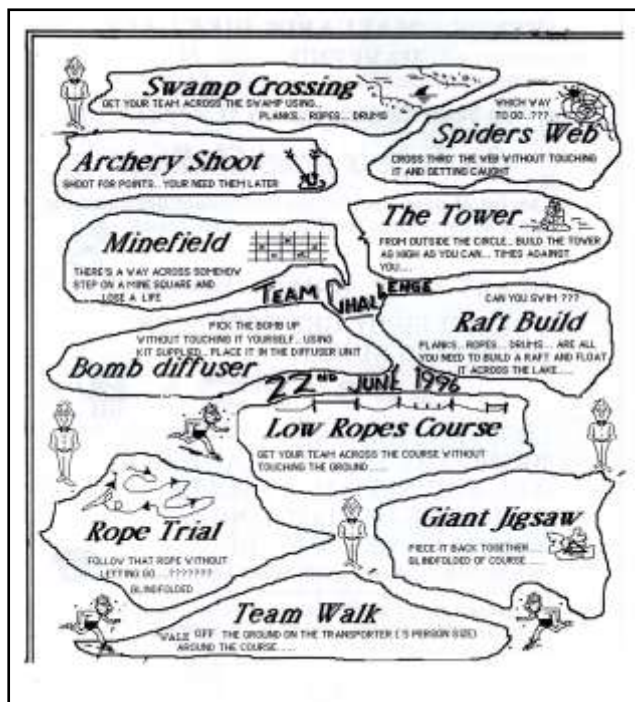 Swamp Crossing
GET YOUR TEAM ACROSS THE SWAMP USING..
PLANKS... ROPES... DRUMS
WHICH WAY
TO GO..???
Spiders Web
CROSS THRO' THE WEB WITHOUT TOUCHING
IT AND GETTING CAUGHT
Archery Shoot
SHOOT FOR POINTS.. YOUR NEED THEM LATER
The Tower
FROM OUTSIDE THE CIRCLE.. BUILD THE TOWER
AS HIGH AS YOU CAN... TIMES AGAINST
YOU....
Minefield
THERE'S A WAY ACROSS SOMEHOW
STEP ON A MINE SQUARE AND
LOSE A LIFE
TEAM CHALLENGE
CAN YOU SWIM ???
Raft Build
PLANKS.. ROPES... DRUMS... ARE ALL
YOU NEED TO BUILD A RAFT AND FLOAT
IT ACROSS THE LAKE.....
PICK THE BOMB UP
WITHOUT TOUCHING IT YOURSELF.. USING
KIT SUPPLIED... PLACE IT IN THE DIFFUSER UNIT
Bomb diffuser
22ND JUNE 1996
Low Ropes Course
GET YOUR TEAM ACROSS THE COURSE WITHOUT
TOUCHING THE GROUND.....
Rope Trial
FOLLOW THAT ROPE WITHOUT
LETTING GO....???????
BLINDFOLDED
Giant Jigsaw
PIECE IT BACK TOGETHER....
BLINDFOLDED OF COURSE.....
Team Walk
WALK OFF THE GROUND ON THE TRANSPORTER (5 PERSON SIZE)
AROUND THE COURSE.....